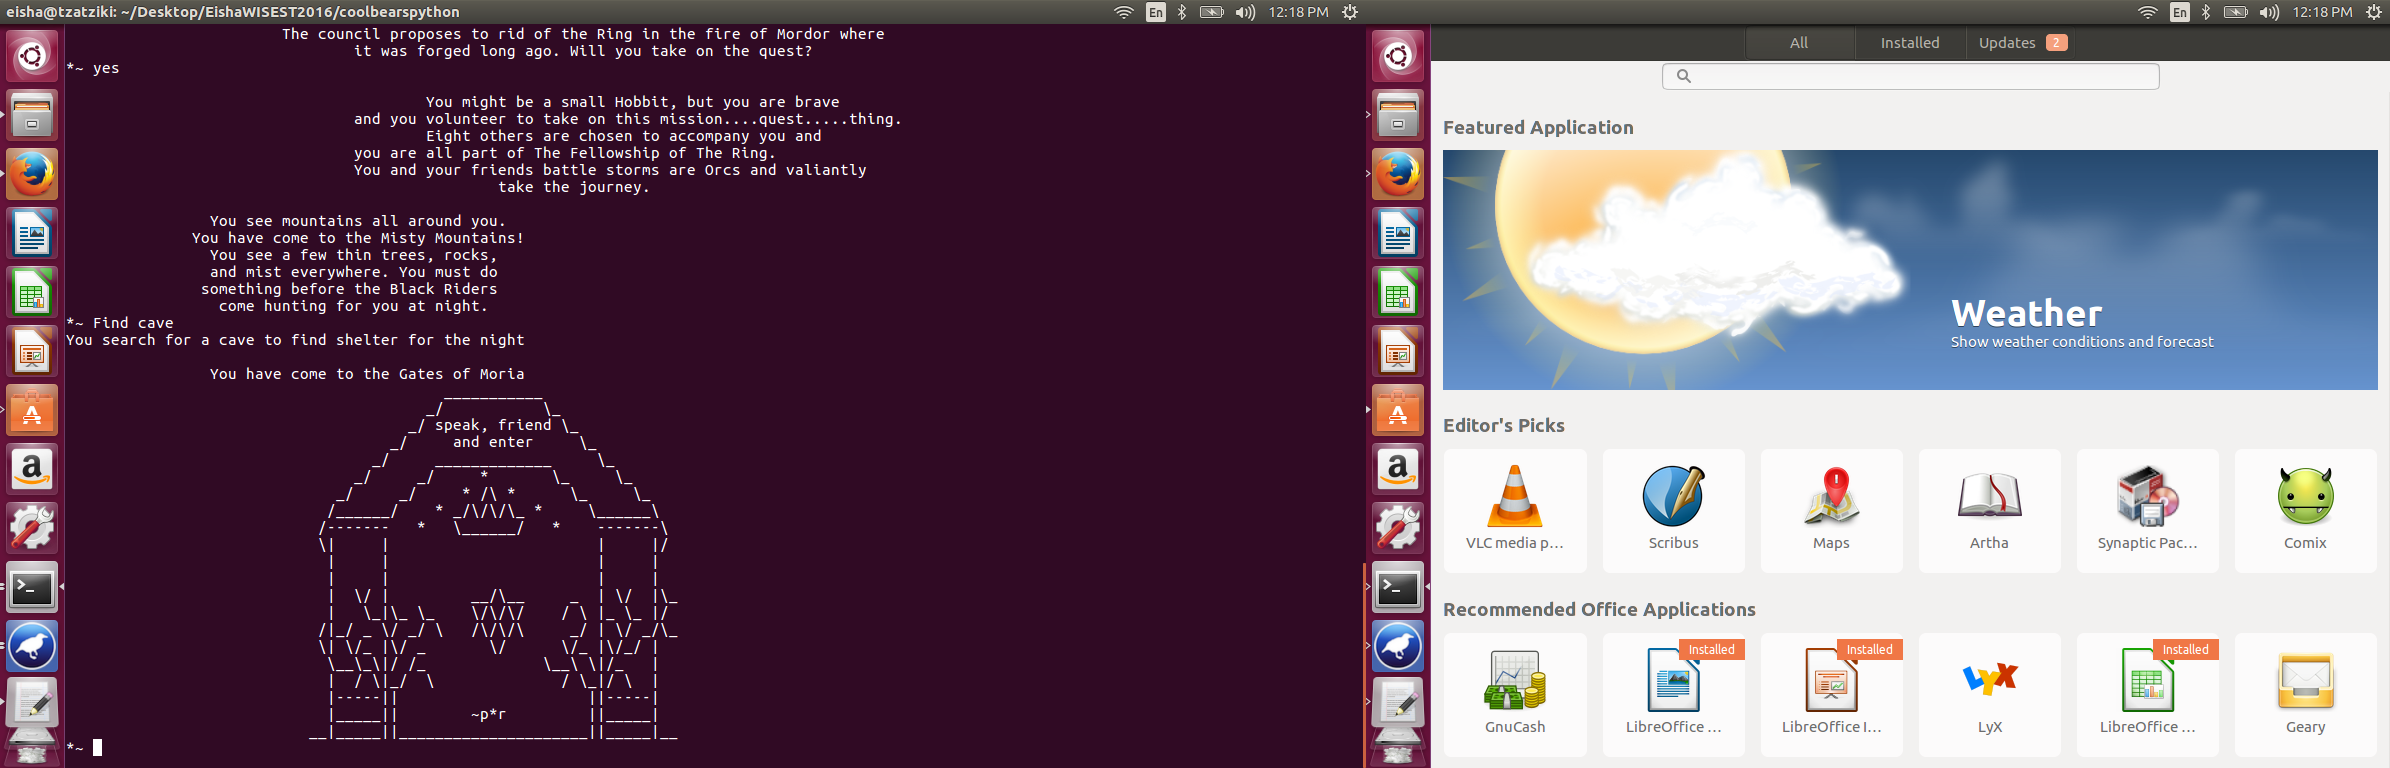 eisha@tzatziki: ~/Desktop/EishaWISEST2016/coolbearspython
En
12:18 PM
The council proposes to rid of the Ring in the fire of Mordor where
it was forged long ago. Will you take on the quest?
*~ yes
You might be a small Hobbit, but you are brave
and you volunteer to take on this mission....quest.....thing.
Eight others are chosen to accompany you and
you are all part of The Fellowship of The Ring.
You and your friends battle storms are Orcs and valiantly
take the journey.
You see mountains all around you.
You have come to the Misty Mountains!
You see a few thin trees, rocks,
and mist everywhere. You must do
something before the Black Riders
come hunting for you at night.
*~ Find cave
You search for a cave to find shelter for the night
You have come to the Gates of Moria
speak, friend
and enter
~p*r
*~
En
12:18 PM
All
Installed
Updates 2
Featured Application
Weather
Show weather conditions and forecast
Editor's Picks
VLC media p...
Scribus
Maps
Artha
Synaptic Pac...
Comix
Recommended Office Applications
Installed
Installed
Installed
LYX
GnuCash
LibreOffice ...
LibreOffice I...
LyX
LibreOffice ...
Geary